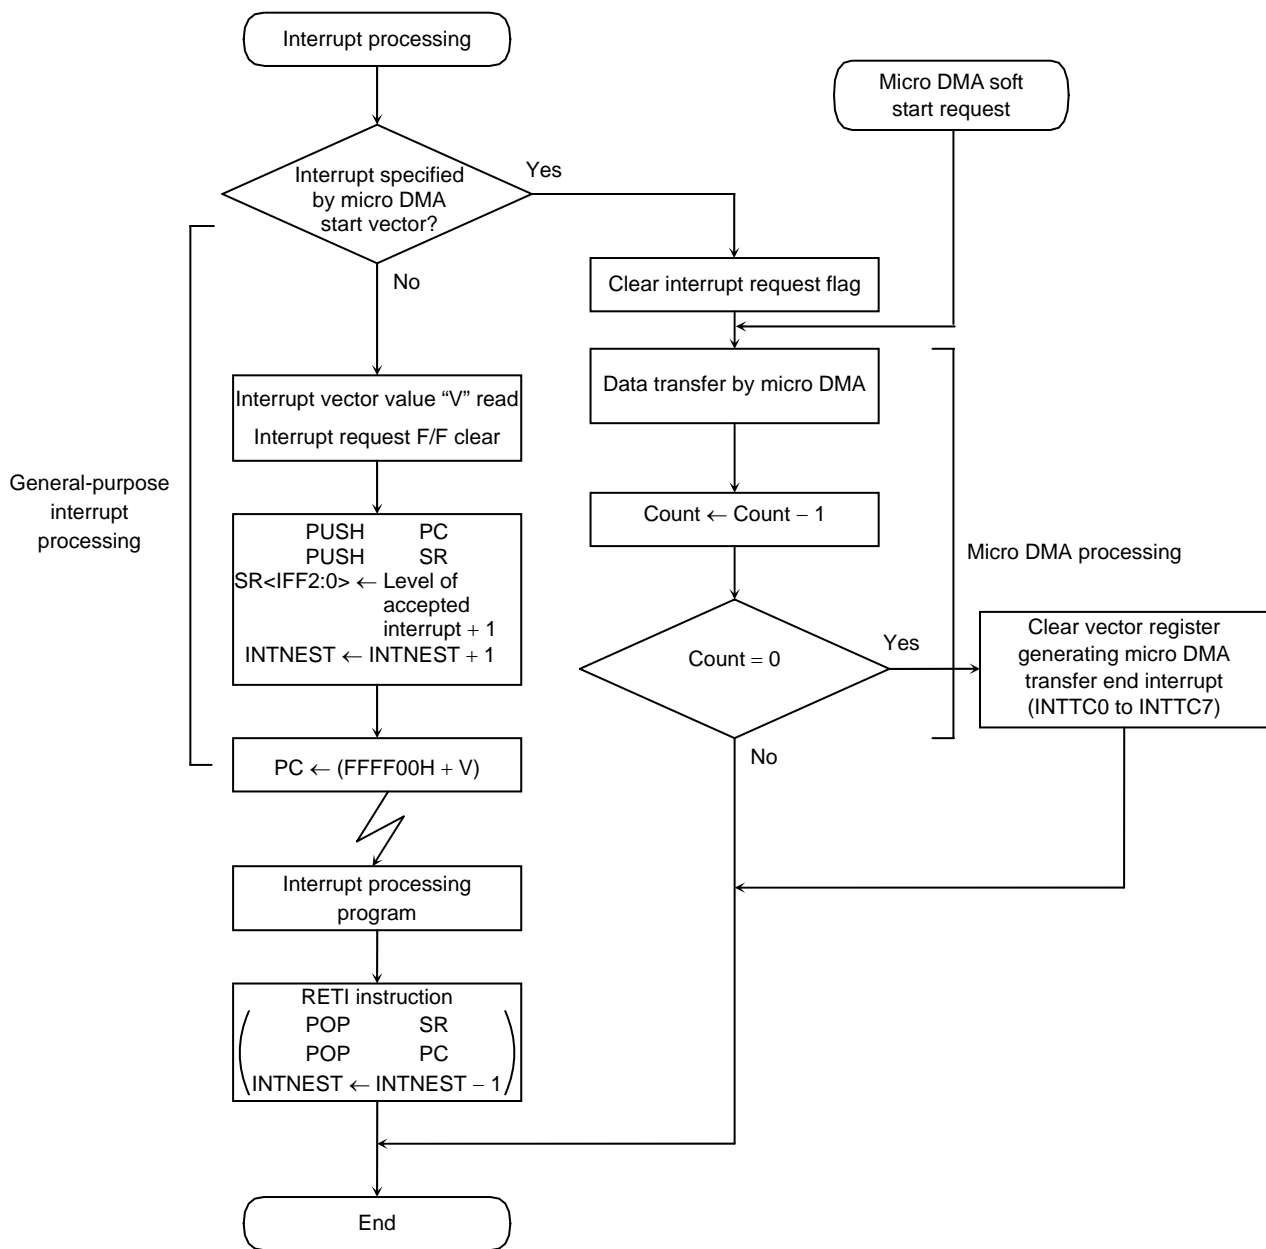 Interrupt processing
Micro DMA soft
start request
Interrupt specified
by micro DMA
start vector?
Yes
No
Clear interrupt request flag
Interrupt vector value “V” read
Interrupt request F/F clear
Data transfer by micro DMA
General-purpose
interrupt
processing
PUSH PC
PUSH SR
SR<IFF2:0> ← Level of
accepted
interrupt + 1
INTNEST ← INTNEST + 1
Count ← Count − 1
Micro DMA processing
Count = 0
Yes
No
Clear vector register
generating micro DMA
transfer end interrupt
(INTTC0 to INTTC7)
PC ← (FFFF00H + V)
Interrupt processing
program
RETI instruction
POP SR
POP PC
INTNEST ← INTNEST − 1
End